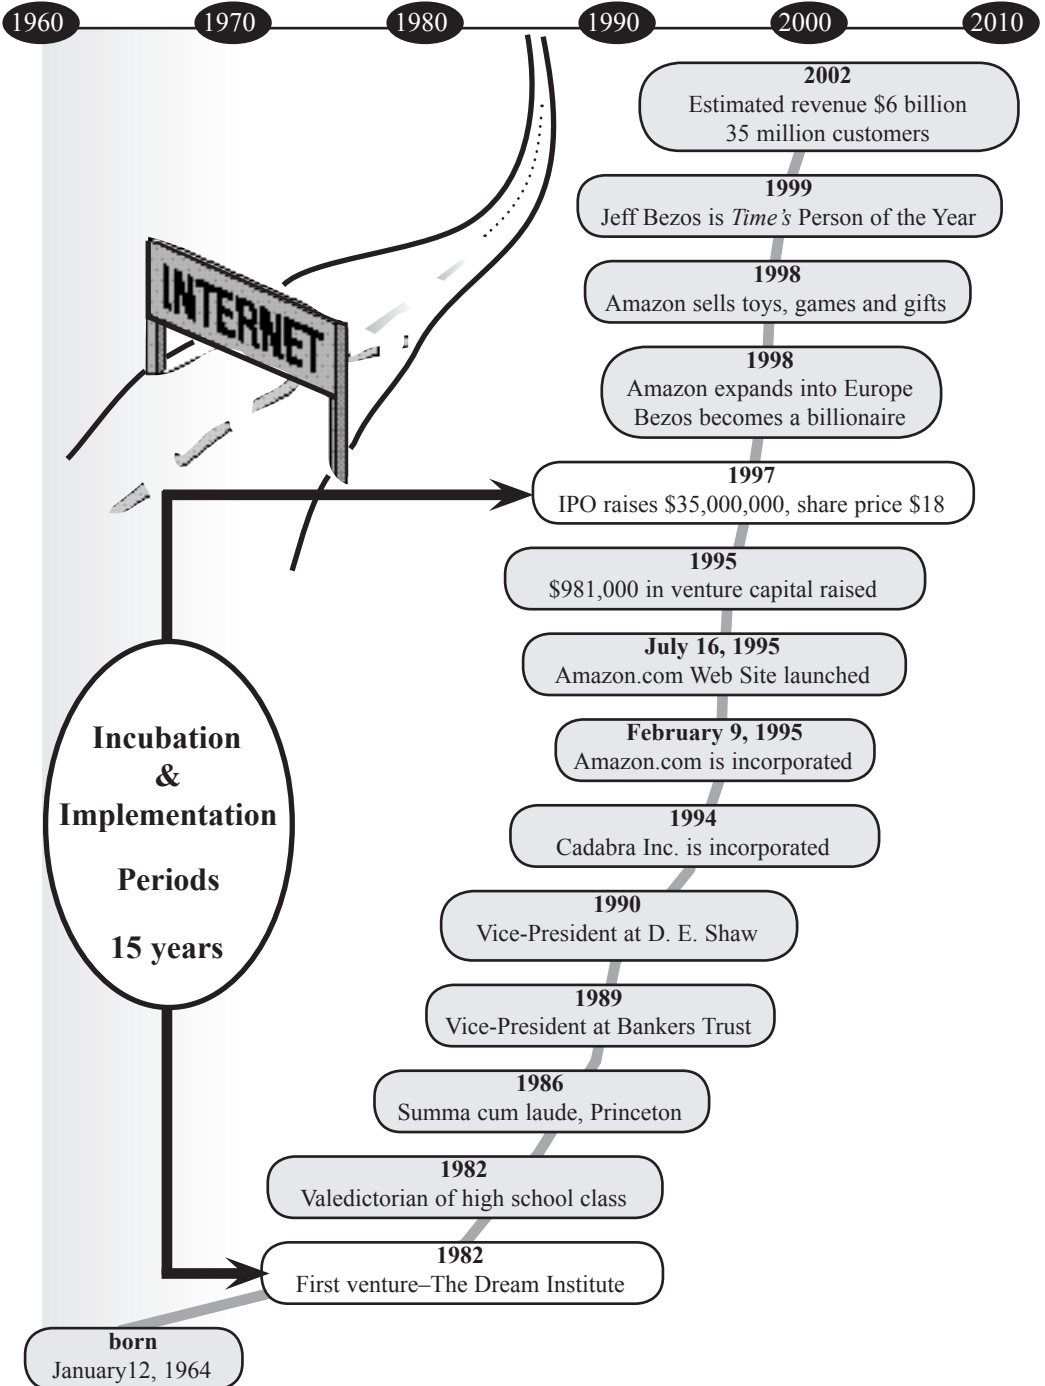 1960 1970 1980 1990 2000 2010
2002
Estimated revenue $6 billion
35 million customers
1999
Jeff Bezos is Time's Person of the Year
1998
Amazon sells toys, games and gifts
INTERNET
1998
Amazon expands into Europe
Bezos becomes a billionaire
1997
IPO raises $35,000,000, share price $18
1995
$981,000 in venture capital raised
July 16, 1995
Amazon.com Web Site launched
February 9, 1995
Amazon.com is incorporated
Incubation
&
Implementation
Periods
15 years
1994
Cadabra Inc. is incorporated
1990
Vice-President at D. E. Shaw
1989
Vice-President at Bankers Trust
1986
Summa cum laude, Princeton
1982
Valedictorian of high school class
1982
First venture–The Dream Institute
born
January12, 1964